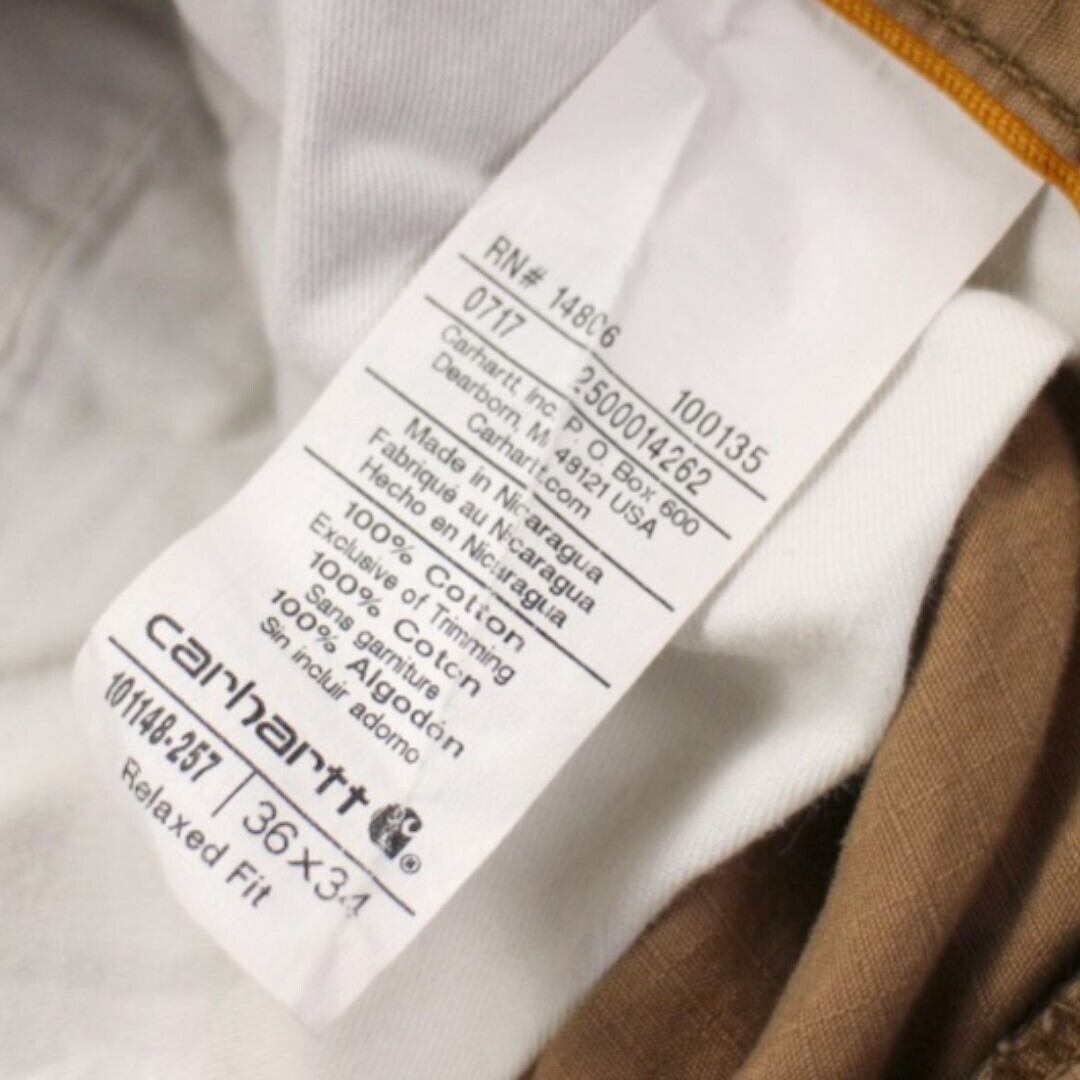 RN# 14806 100135
0717 2500014262
Carhartt, Inc. P.O Box 600
Dearborn, MI 48121 USA
Carhartt.com
Made in Nicaragua
Fabriqué au Nicaragua
Hecho en Nicaragua
100% Cotton
Exclusive of Trimming
100% Coton
Sans garniture
100% Algodón
Sin incluir adorno
carhartt ®
101148-257 36x34
Relaxed Fit